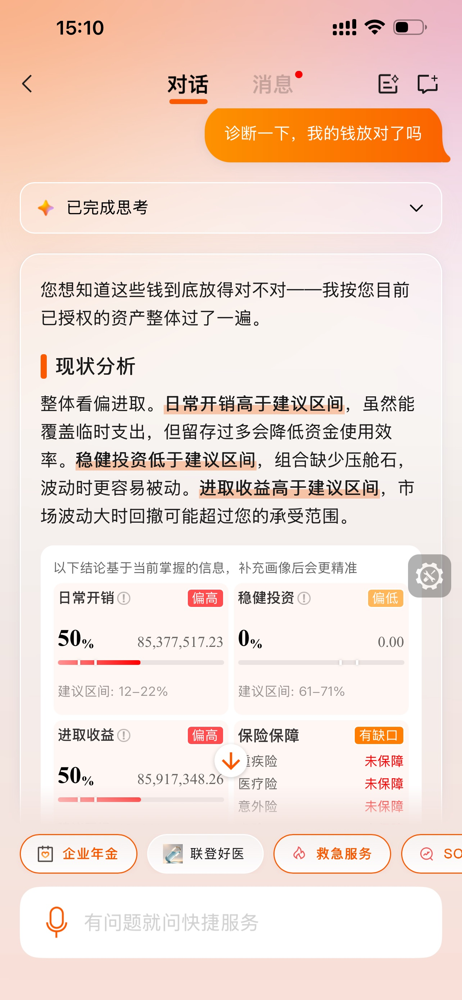 15:10
对话
消息
诊断一下，我的钱放对了吗
已完成思考
您想知道这些钱到底放得对不对——我按您目前
已授权的资产整体过了一遍。
现状分析
整体看偏进取。日常开销高于建议区间，虽然能
覆盖临时支出，但留存过多会降低资金使用效
率。稳健投资低于建议区间，组合缺少压舱石，
波动时更容易被动。进取收益高于建议区间，市
场波动大时回撤可能超过您的承受范围。
以下结论基于当前掌握的信息，补充画像后会更精准
日常开销 偏高
50% 85,377,517.23
建议区间: 12–22%
稳健投资 偏低
0% 0.00
建议区间: 61–71%
进取收益 偏高
50% 85,917,348.26
保险保障 有缺口
疾险 未保障
医疗险 未保障
意外险 未保障
企业年金
联登好医
救急服务
SO
有问题就问快捷服务